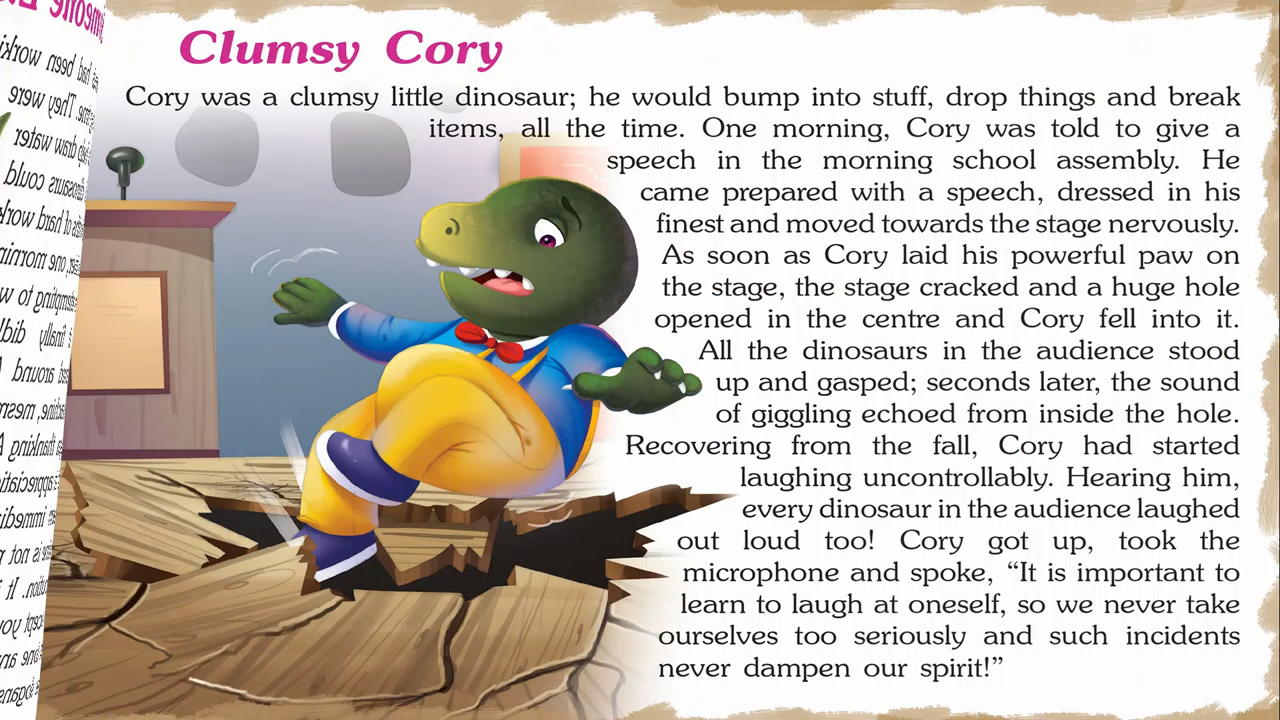 Clumsy Cory
Cory was a clumsy little dinosaur; he would bump into stuff, drop things and break
items, all the time. One morning, Cory was told to give a
speech in the morning school assembly. He
came prepared with a speech, dressed in his
finest and moved towards the stage nervously.
As soon as Cory laid his powerful paw on
the stage, the stage cracked and a huge hole
opened in the centre and Cory fell into it.
All the dinosaurs in the audience stood
up and gasped; seconds later, the sound
of giggling echoed from inside the hole.
Recovering from the fall, Cory had started
laughing uncontrollably. Hearing him,
every dinosaur in the audience laughed
out loud too! Cory got up, took the
microphone and spoke, “It is important to
learn to laugh at oneself, so we never take
ourselves too seriously and such incidents
never dampen our spirit!”